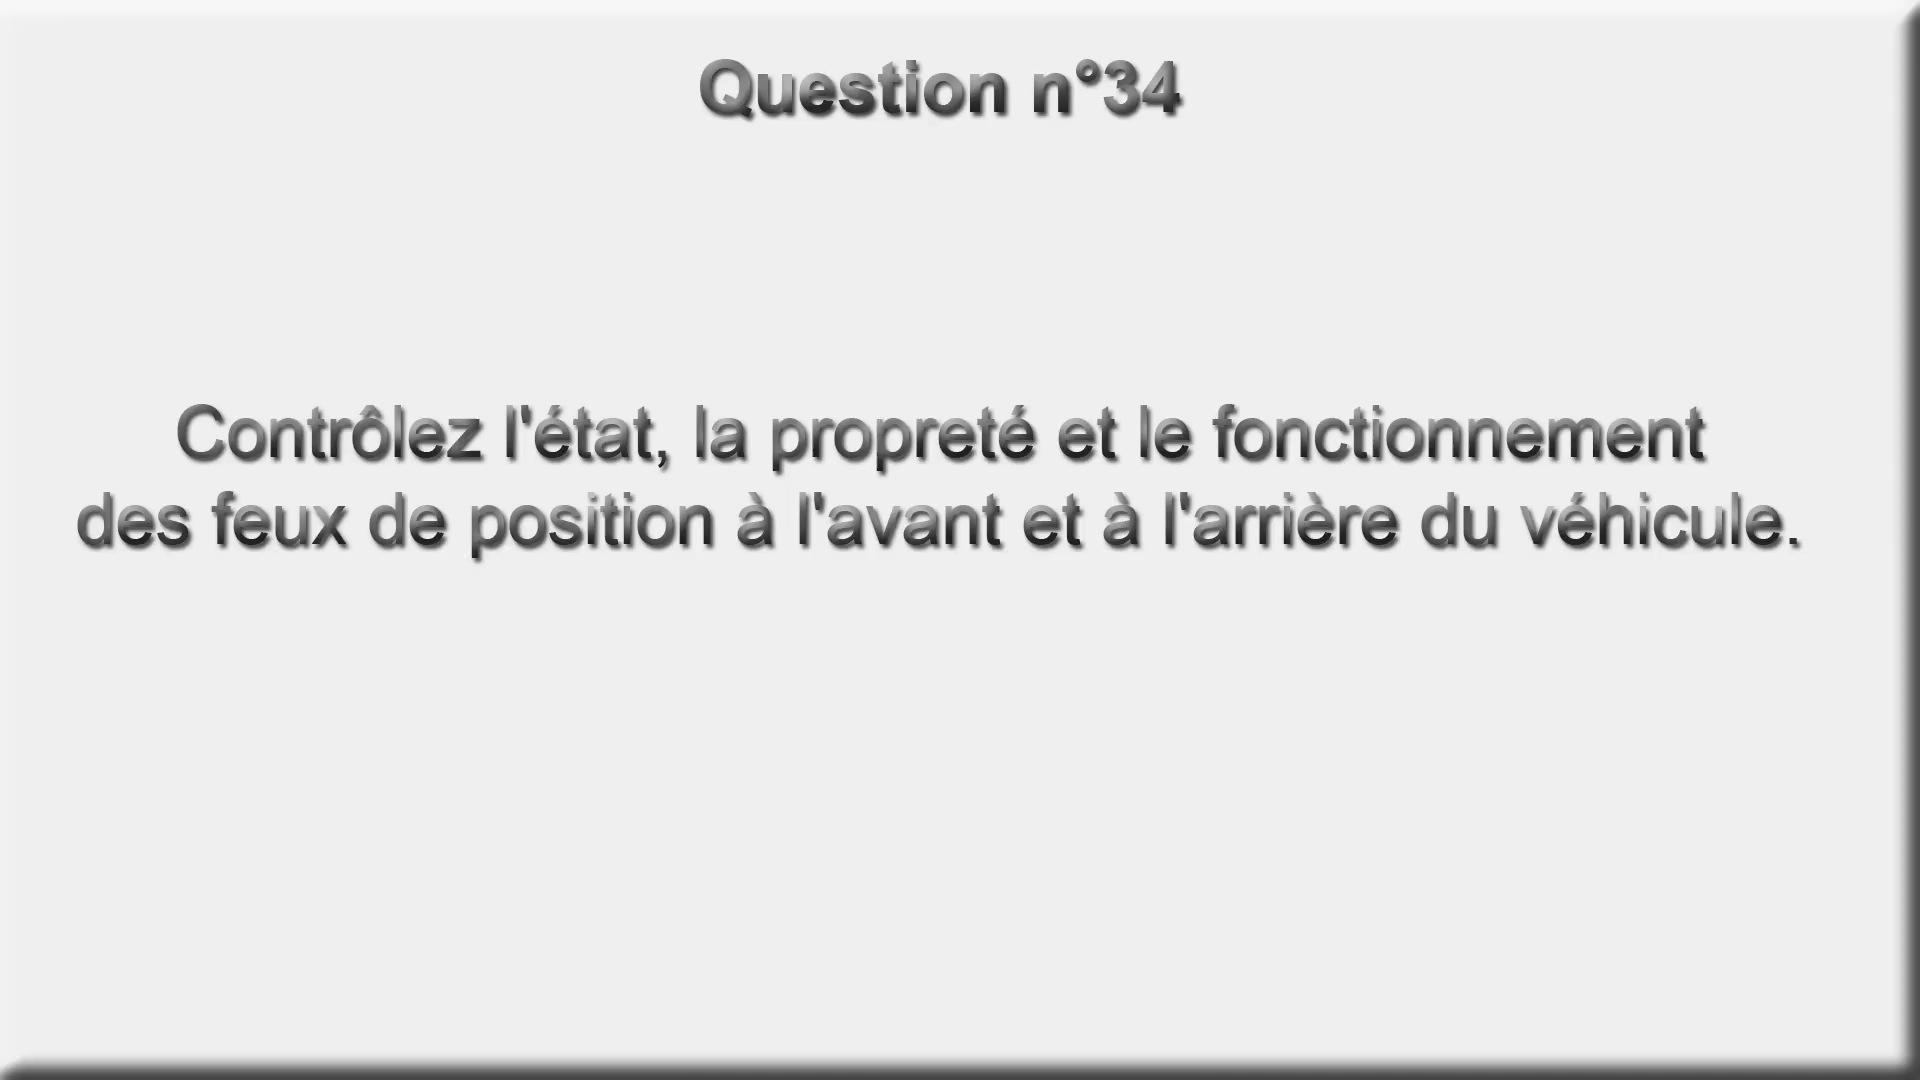 Question n°34
Contrôlez l'état, la propreté et le fonctionnement
des feux de position à l'avant et à l'arrière du véhicule.